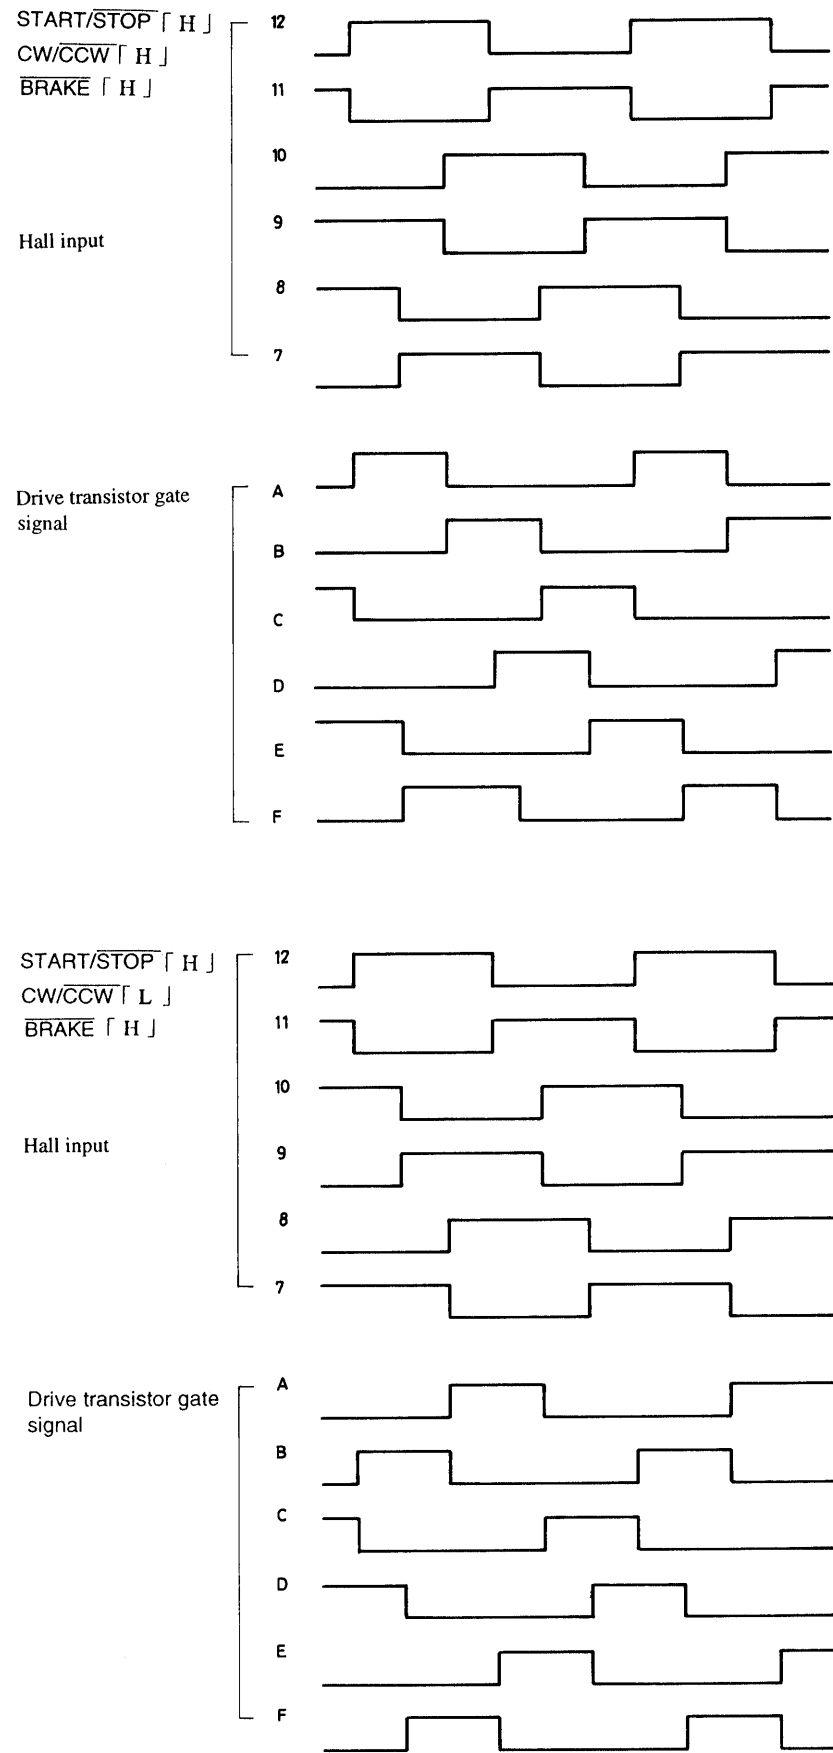 START/STOP「H」
CW/CCW「H」
BRAKE「H」
12
11
10
9
8
7
Hall input
Drive transistor gate
signal
A
B
C
D
E
F
START/STOP「H」
CW/CCW「L」
BRAKE「H」
12
11
10
9
8
7
Hall input
Drive transistor gate
signal
A
B
C
D
E
F